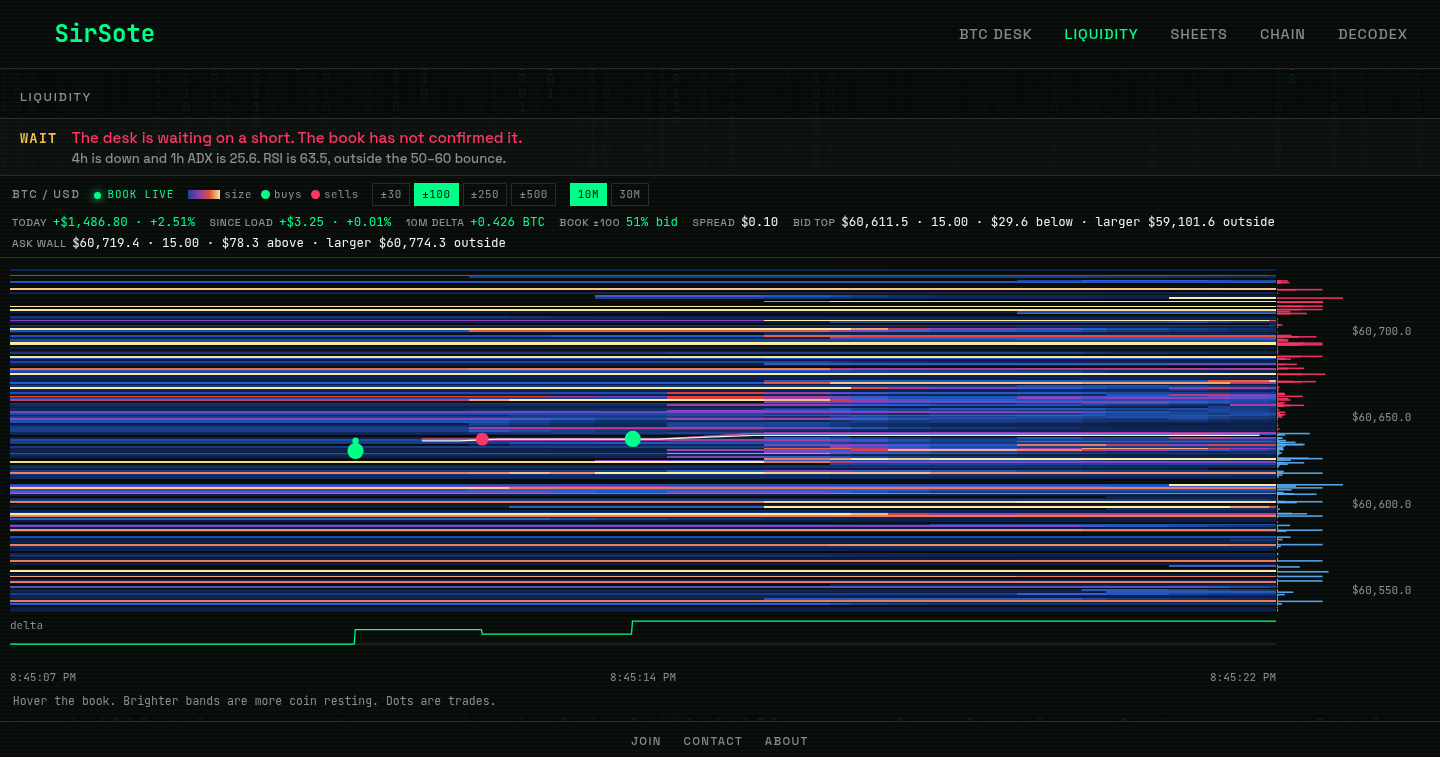 SirSote
BTC DESK LIQUIDITY SHEETS CHAIN DECODEX
LIQUIDITY
WAIT The desk is waiting on a short. The book has not confirmed it.
4h is down and 1h ADX is 25.6. RSI is 63.5, outside the 50–60 bounce.
BTC / USD BOOK LIVE size buys sells ±30 ±100 ±250 ±500 10M 30M
TODAY +$1,486.80 · +2.51% SINCE LOAD +$3.25 · +0.01% 10M DELTA +0.426 BTC BOOK ±100 51% bid SPREAD $0.10 BID TOP $60,611.5 · 15.00 · $29.6 below · larger $59,101.6 outside
ASK WALL $60,719.4 · 15.00 · $78.3 above · larger $60,774.3 outside
$60,700.0
$60,650.0
$60,600.0
$60,550.0
delta
8:45:07 PM 8:45:14 PM 8:45:22 PM
Hover the book. Brighter bands are more coin resting. Dots are trades.
JOIN CONTACT ABOUT